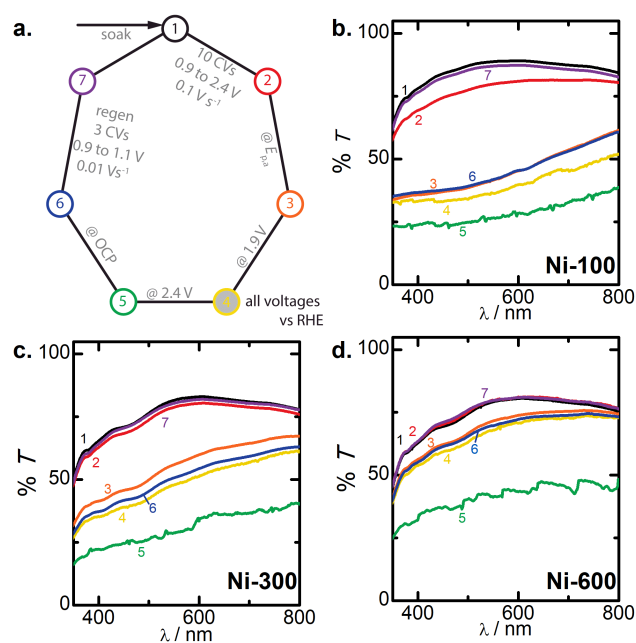 a.
soak
1
10 CVs
0.9 to 2.4 V
0.1 V s⁻¹
2
@ E p,a
3
@ 1.9 V
4
all voltages
vs RHE
@ 2.4 V
5
@ OCP
6
regen
3 CVs
0.9 to 1.1 V
0.01 Vs⁻¹
7
b.
% T
100
50
0
1
7
2
3
6
4
5
Ni-100
400
600
800
λ / nm
c.
% T
100
50
0
1
2
7
3
4
6
5
Ni-300
400
600
800
λ / nm
d.
% T
100
50
0
1
2
7
3
4
6
5
Ni-600
400
600
800
λ / nm